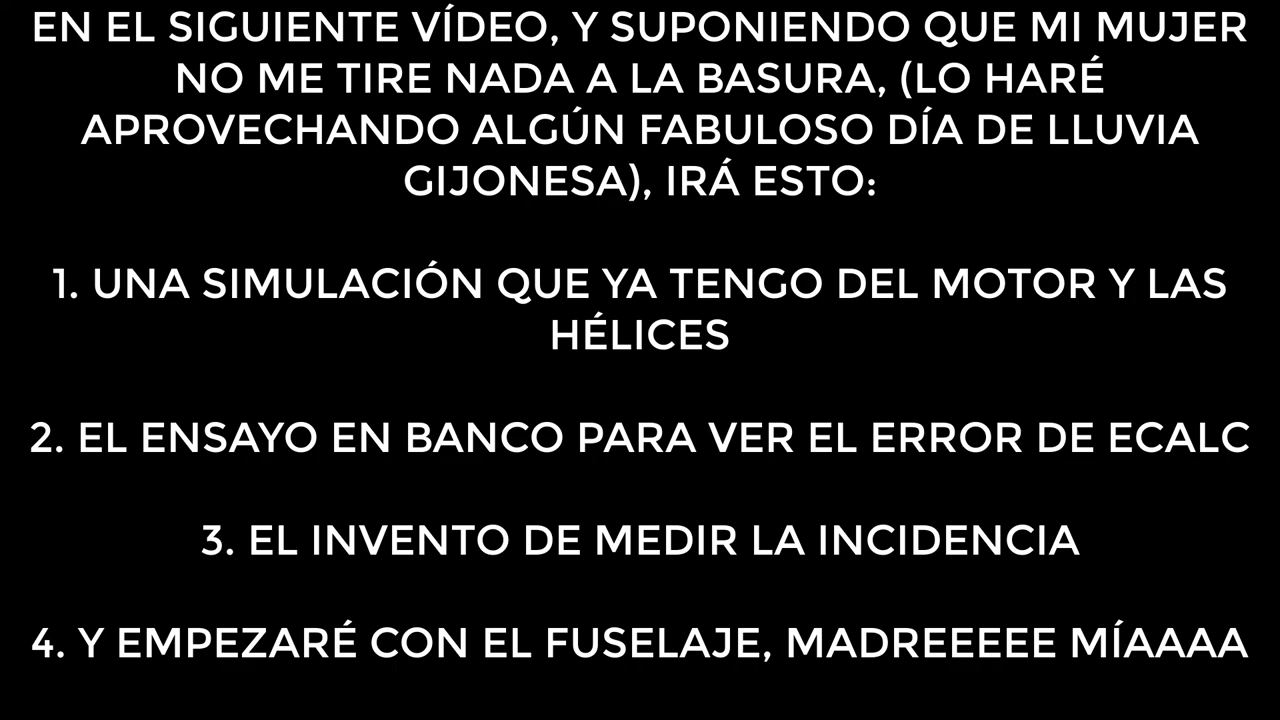 EN EL SIGUIENTE VÍDEO, Y SUPONIENDO QUE MI MUJER
NO ME TIRE NADA A LA BASURA, (LO HARÉ
APROVECHANDO ALGÚN FABULOSO DÍA DE LLUVIA
GIJONESA), IRÁ ESTO:
1. UNA SIMULACIÓN QUE YA TENGO DEL MOTOR Y LAS
HÉLICES
2. EL ENSAYO EN BANCO PARA VER EL ERROR DE ECALC
3. EL INVENTO DE MEDIR LA INCIDENCIA
4. Y EMPEZARÉ CON EL FUSELAJE, MADREEEEE MÍAAAA